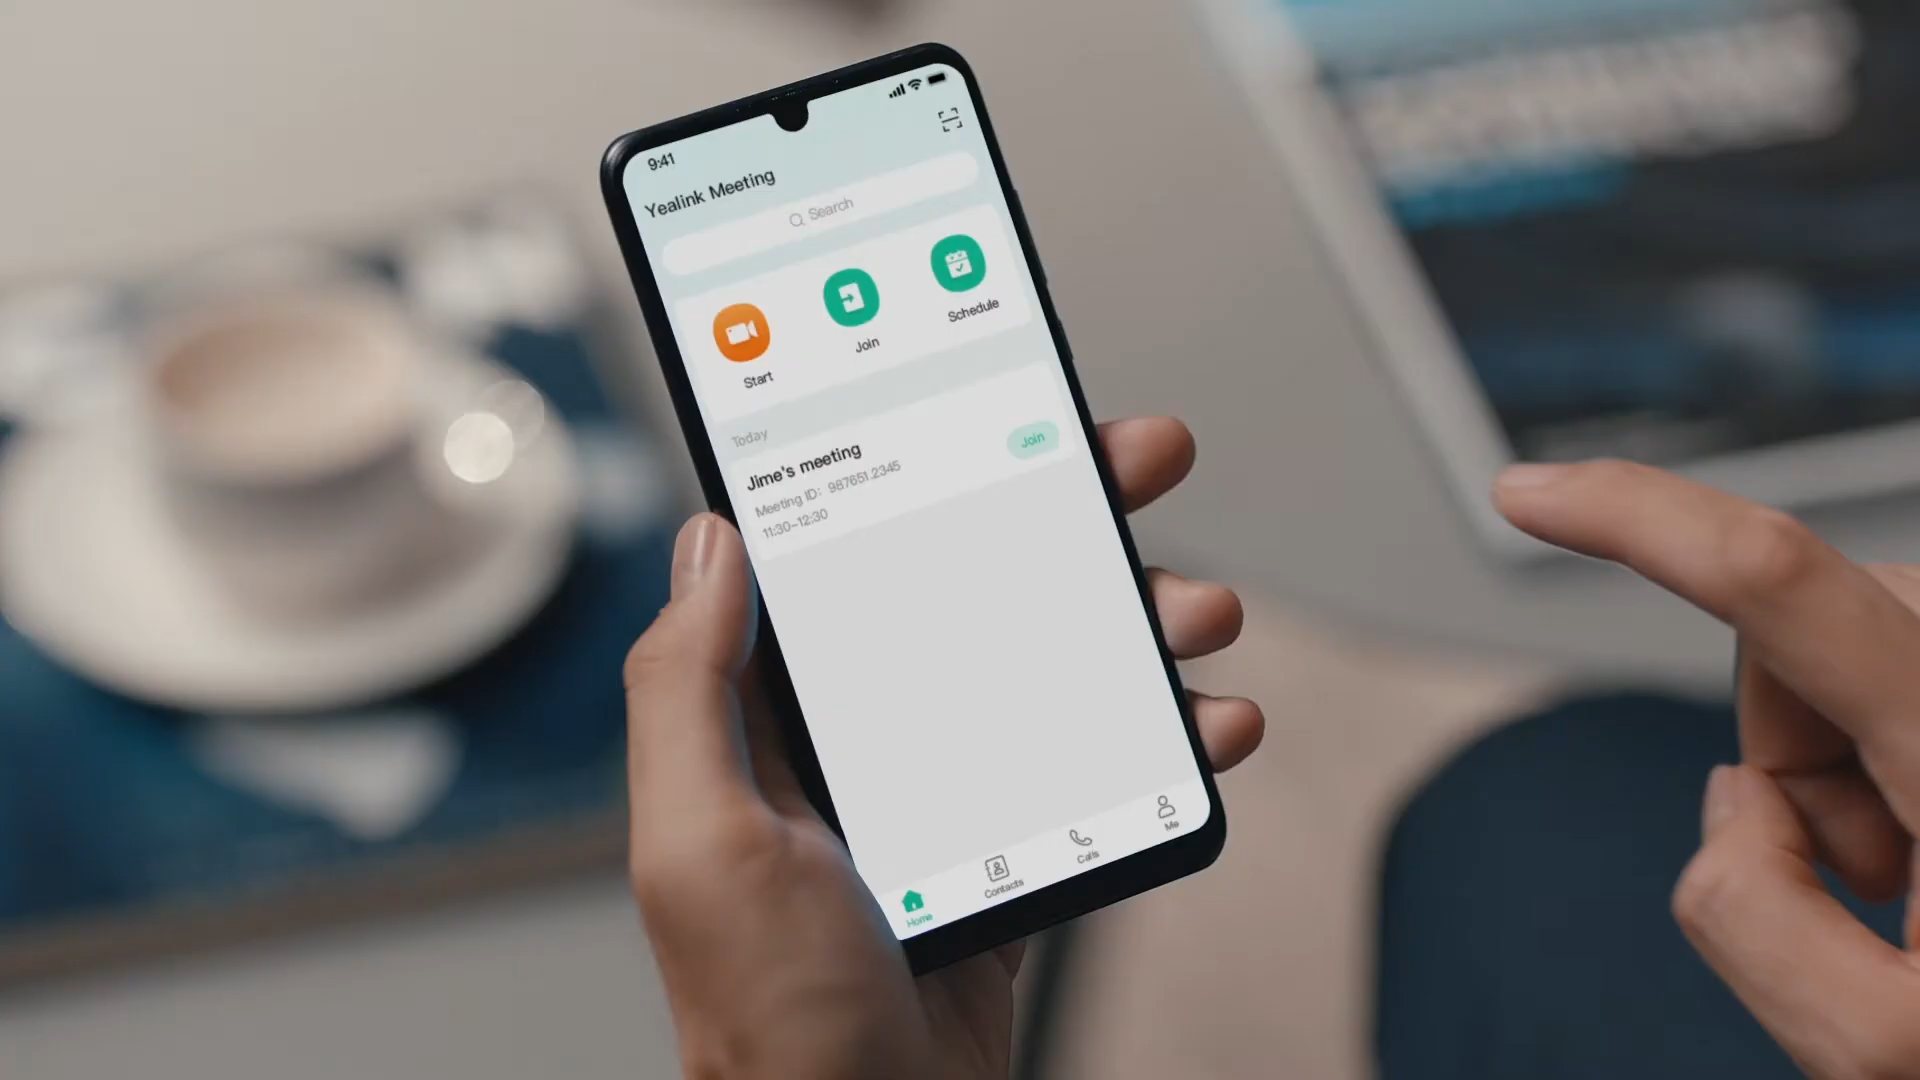 9:41
Yealink Meeting
Search
Start
Join
Schedule
Today
Jime's meeting
Join
Meeting ID: 987651.2345
11:30-12:30
Home
Contacts
Calls
Me